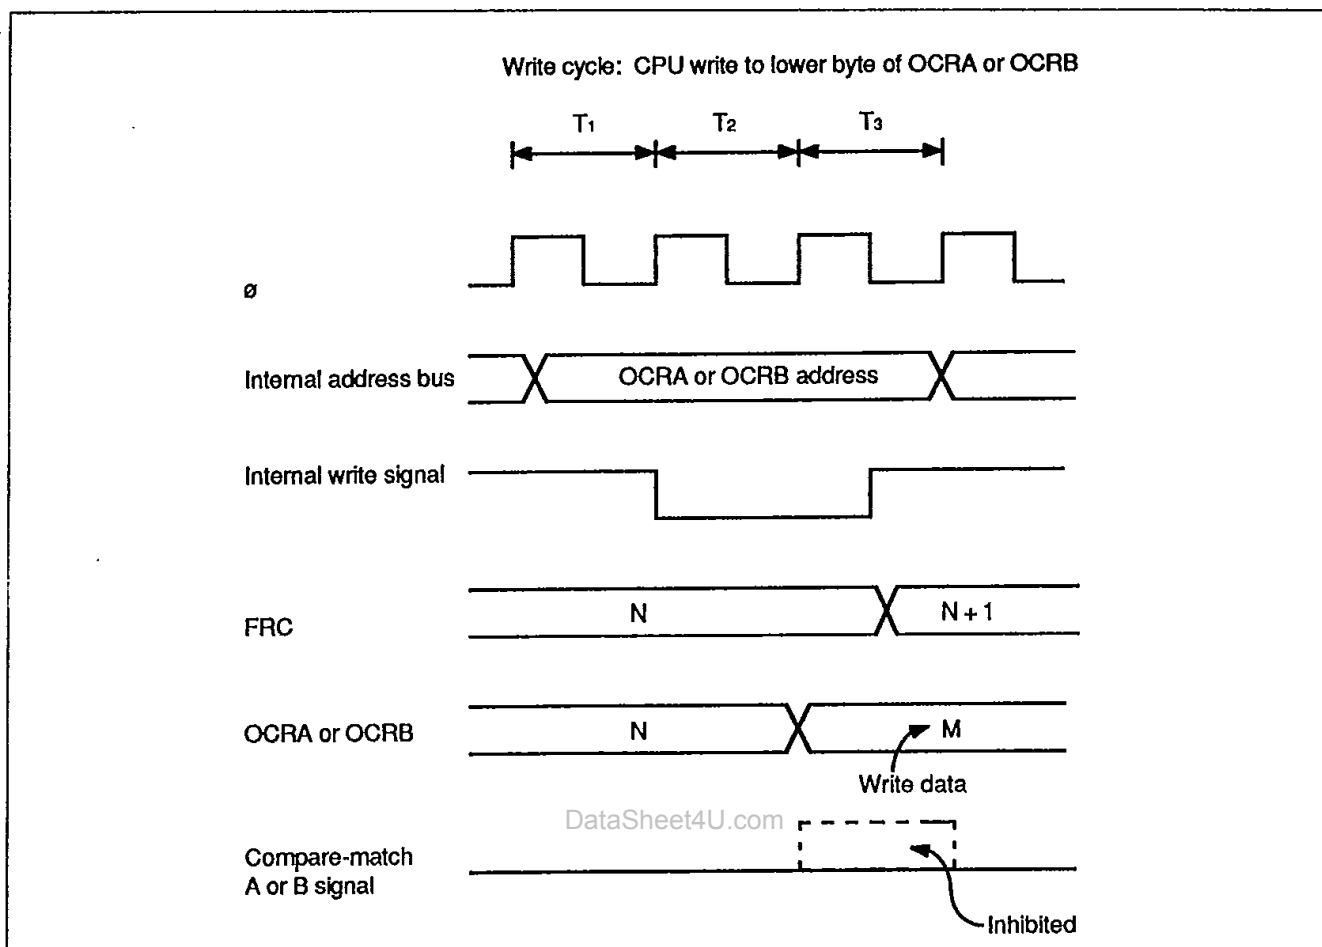 Write cycle: CPU write to lower byte of OCRA or OCRB
T1 T2 T3
ø
Internal address bus
OCRA or OCRB address
Internal write signal
FRC
N
N + 1
OCRA or OCRB
N
M
Write data
DataSheet4U.com
Compare-match
A or B signal
Inhibited